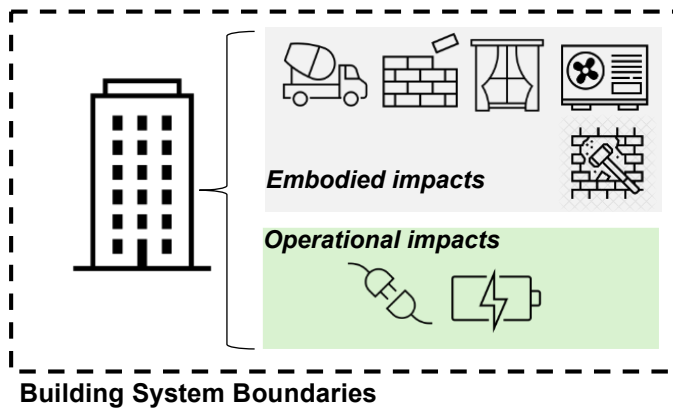 Embodied impacts
Operational impacts
Building System Boundaries